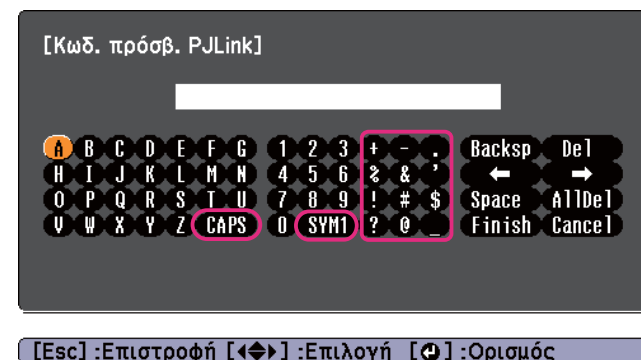 [Κωδ. πρόσβ. PJLink]
A B C D E F G 1 2 3 + - . Backsp Del
H I J K L M N 4 5 6 % & ' ← →
O P Q R S T U 7 8 9 ! # $ Space AllDel
V W X Y Z CAPS 0 SYM1 ? @ _ Finish Cancel
[Esc] :Επιστροφή [◀◆▶] :Επιλογή [↵] :Ορισμός